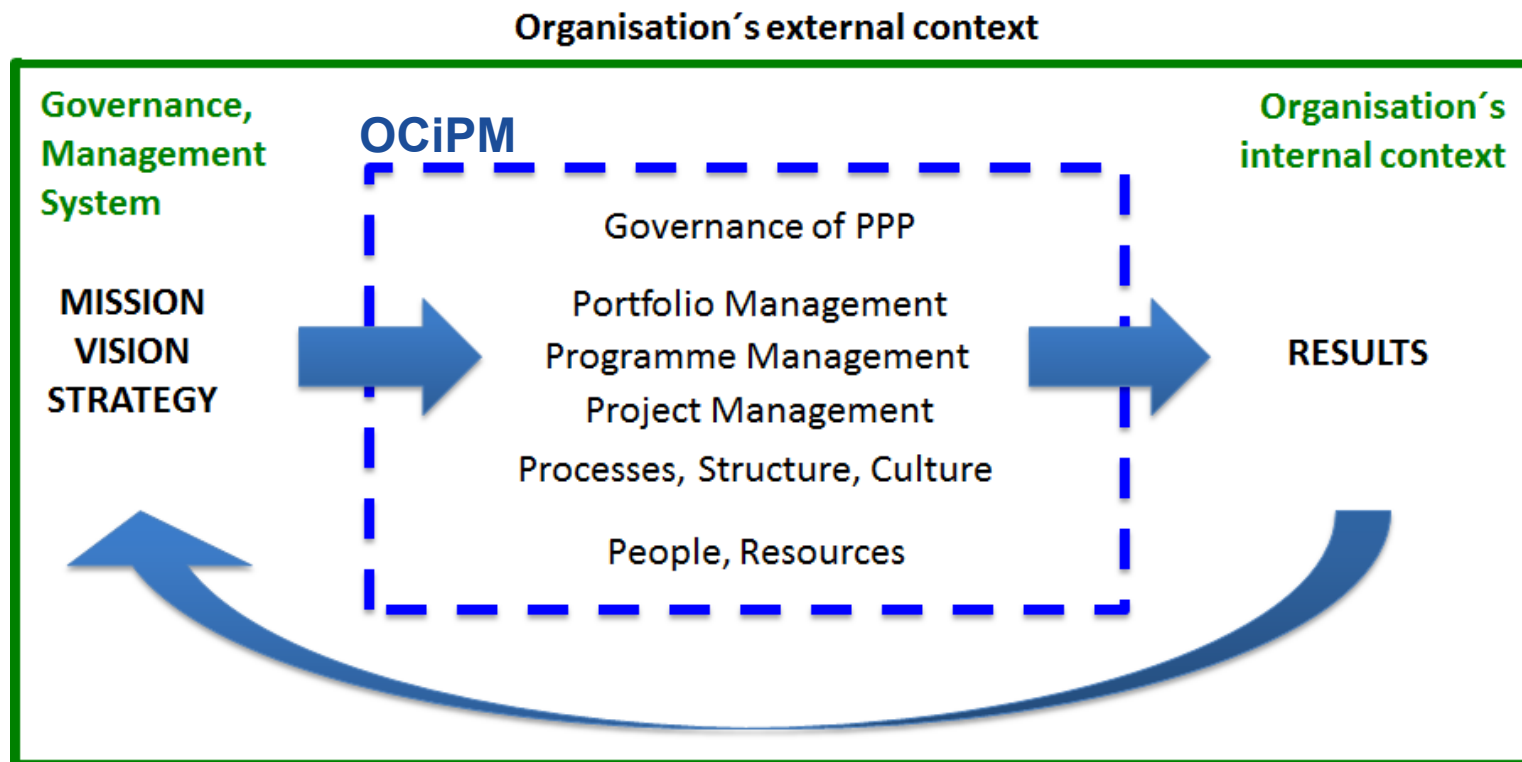 Organisation´s external context
Governance,
Management
System
OCiPM
Organisation´s
internal context
Governance of PPP
MISSION
VISION
STRATEGY
Portfolio Management
Programme Management
Project Management
Processes, Structure, Culture
People, Resources
RESULTS